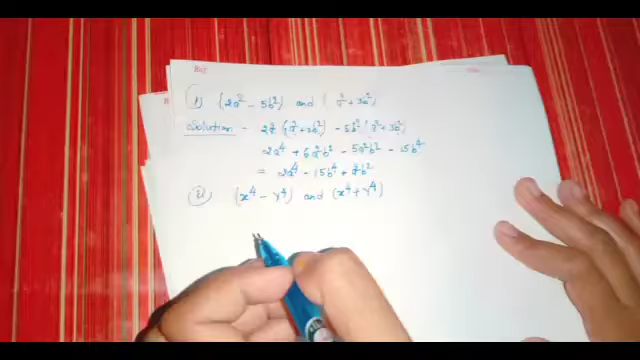 1) (2a² - 5b²) and (a² + 3b²)
Solution - 2a² (a² + 3b²) - 5b² (a² + 3b²)
2a⁴ + 6a²b² - 5a²b² - 15b⁴
= 2a⁴ - 15b⁴ + a²b²
ii) (x⁴ - y⁴) and (x⁴ + y⁴)